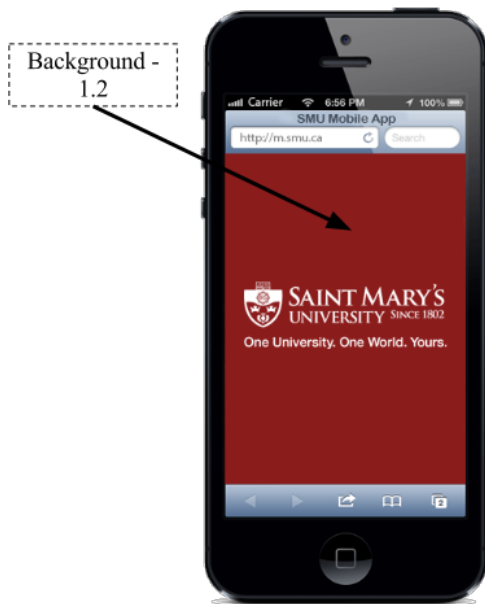 Background -
1.2
Carrier 6:56 PM 100%
SMU Mobile App
http://m.smu.ca Search
SAINT MARY'S
UNIVERSITY SINCE 1802
One University. One World. Yours.
2